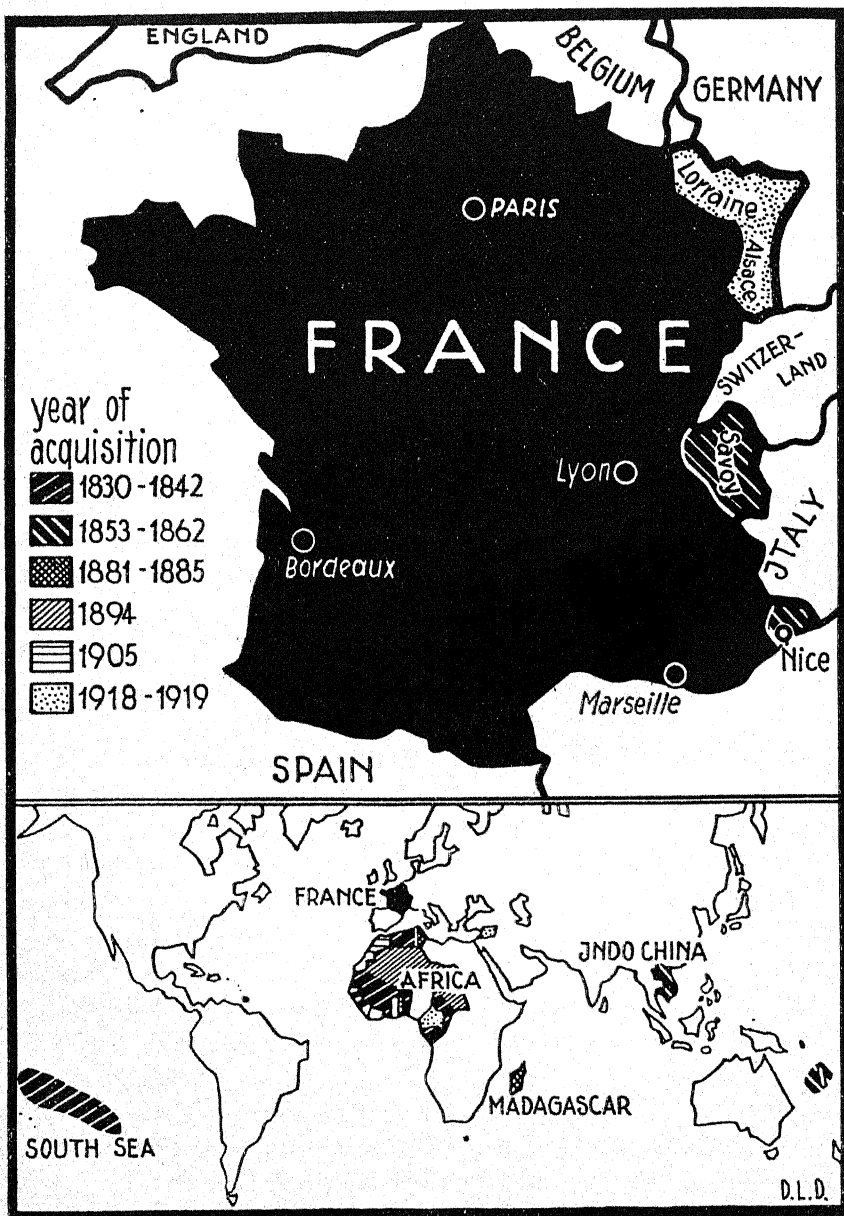 ENGLAND
BELGIUM
GERMANY
Lorraine
Alsace
PARIS
FRANCE
SWITZER-
LAND
year of
acquisition
1830-1842
1853-1862
1881-1885
1894
1905
1918-1919
Lyon
Savoy
JTALY
Bordeaux
Nice
Marseille
SPAIN
FRANCE
AFRICA
JNDO CHINA
MADAGASCAR
SOUTH SEA
D.L.D.